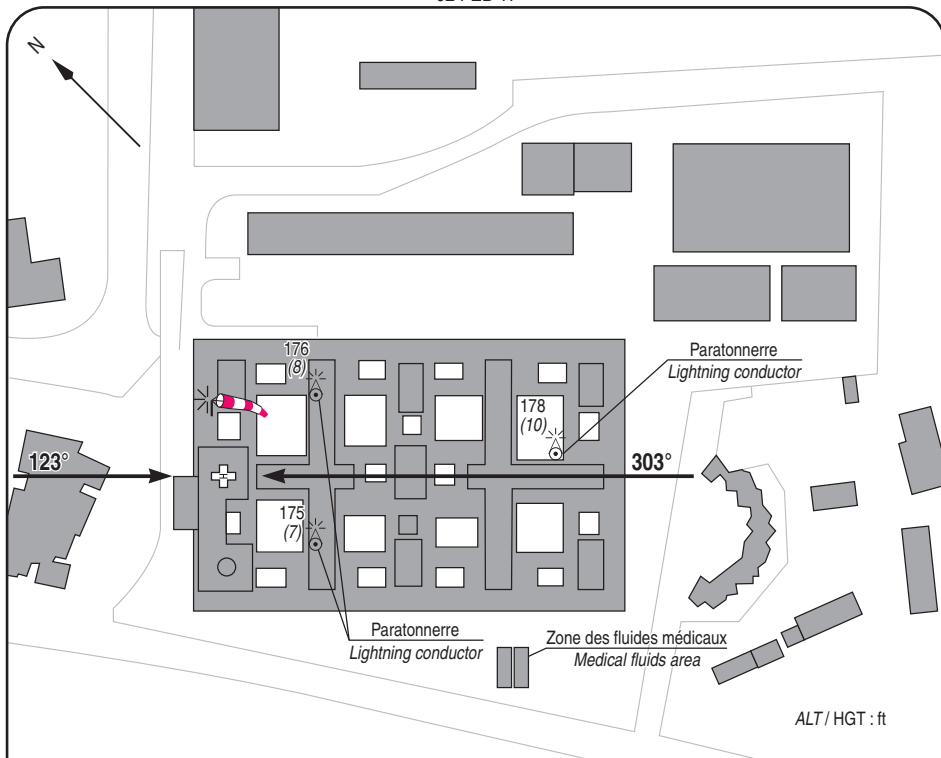 N
176
(8)
Paratonnerre
Lightning conductor
178
(10)
123°
H
303°
175
(7)
Paratonnerre
Lightning conductor
Zone des fluides médicaux
Medical fluids area
ALT / HGT : ft